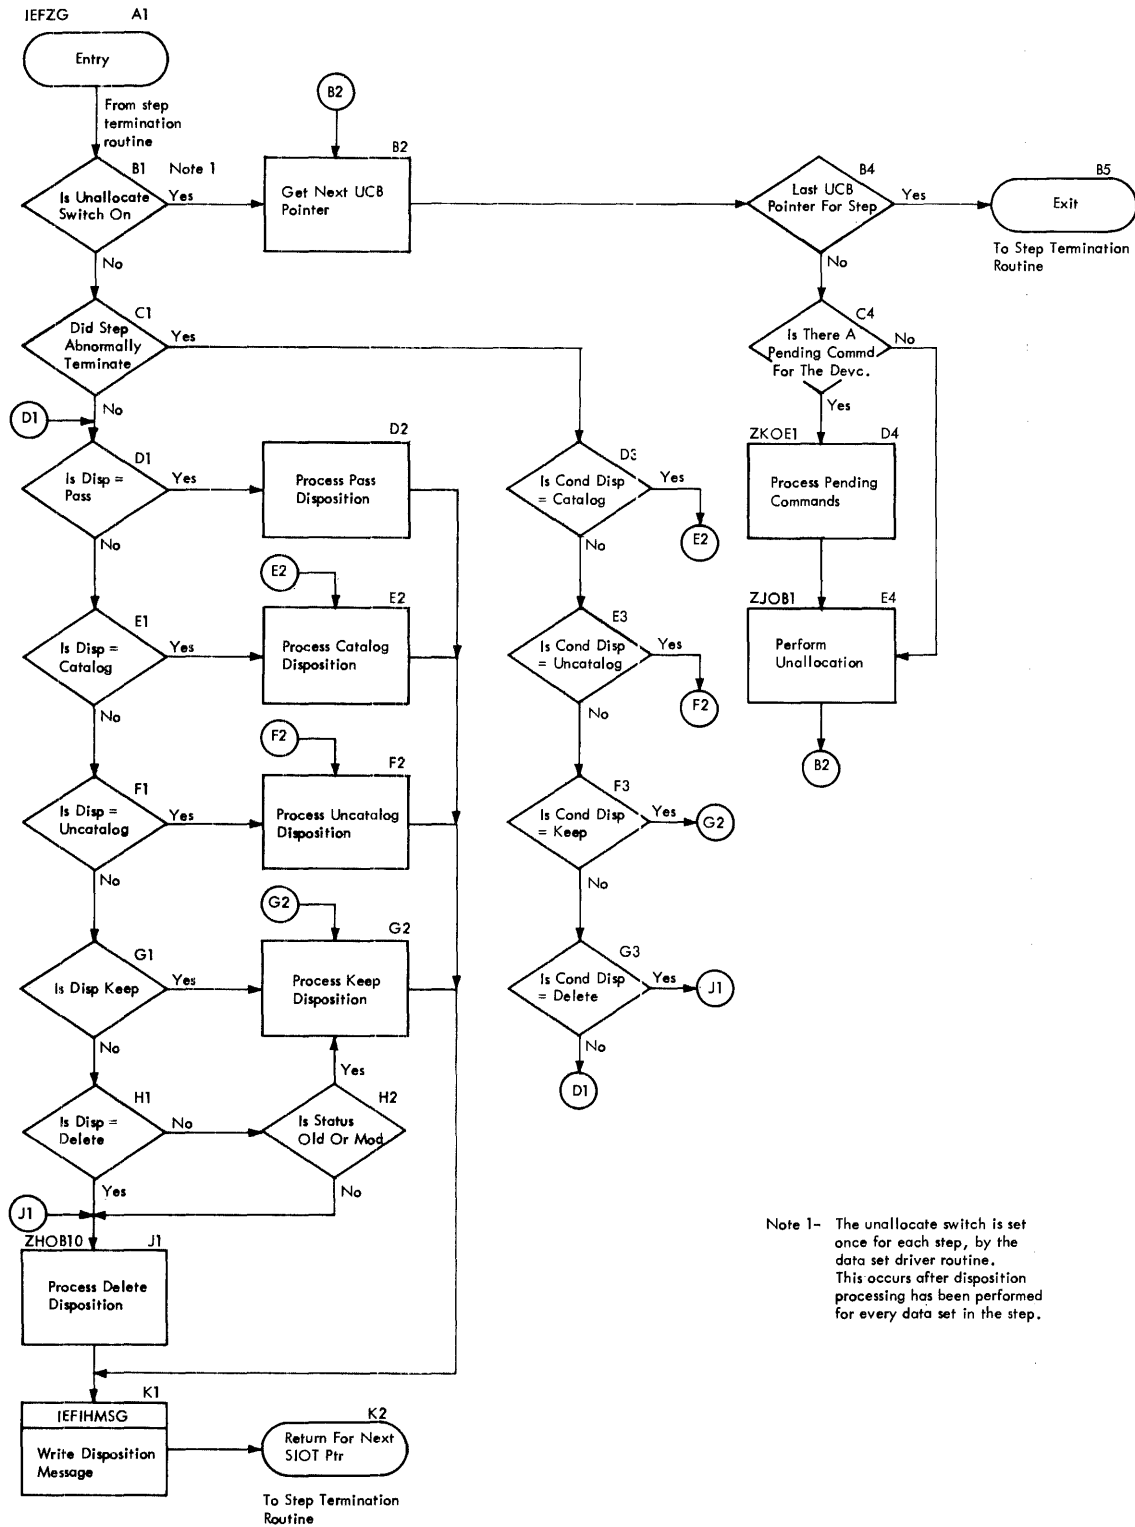 IEFZG A1
Entry
From step
termination
routine
B2
B1 Note 1
Is Unallocate
Switch On
Yes
No
B2
Get Next UCB
Pointer
B4
Last UCB
Pointer For Step
Yes
No
B5
Exit
To Step Termination
Routine
C1
Did Step
Abnormally
Terminate
Yes
No
C4
Is There A
Pending Commd
For The Devc.
No
Yes
D1
D1
Is Disp =
Pass
Yes
No
D2
Process Pass
Disposition
D3
Is Cond Disp
= Catalog
Yes
No
E2
ZKOE1 D4
Process Pending
Commands
E2
E1
Is Disp =
Catalog
Yes
No
E2
Process Catalog
Disposition
E3
Is Cond Disp
= Uncatalog
Yes
No
F2
ZJOB1 E4
Perform
Unallocation
B2
F2
F1
Is Disp =
Uncatalog
Yes
No
F2
Process Uncatalog
Disposition
F3
Is Cond Disp
= Keep
Yes
No
G2
G2
G1
Is Disp Keep
Yes
No
G2
Process Keep
Disposition
G3
Is Cond Disp
= Delete
Yes
No
J1
D1
H1
Is Disp =
Delete
No
Yes
H2
Is Status
Old Or Mod
Yes
No
J1
ZHOB10 J1
Process Delete
Disposition
Note 1- The unallocate switch is set
once for each step, by the
data set driver routine.
This occurs after disposition
processing has been performed
for every data set in the step.
K1
IEFIHMSG
Write Disposition
Message
K2
Return For Next
SIOT Ptr
To Step Termination
Routine